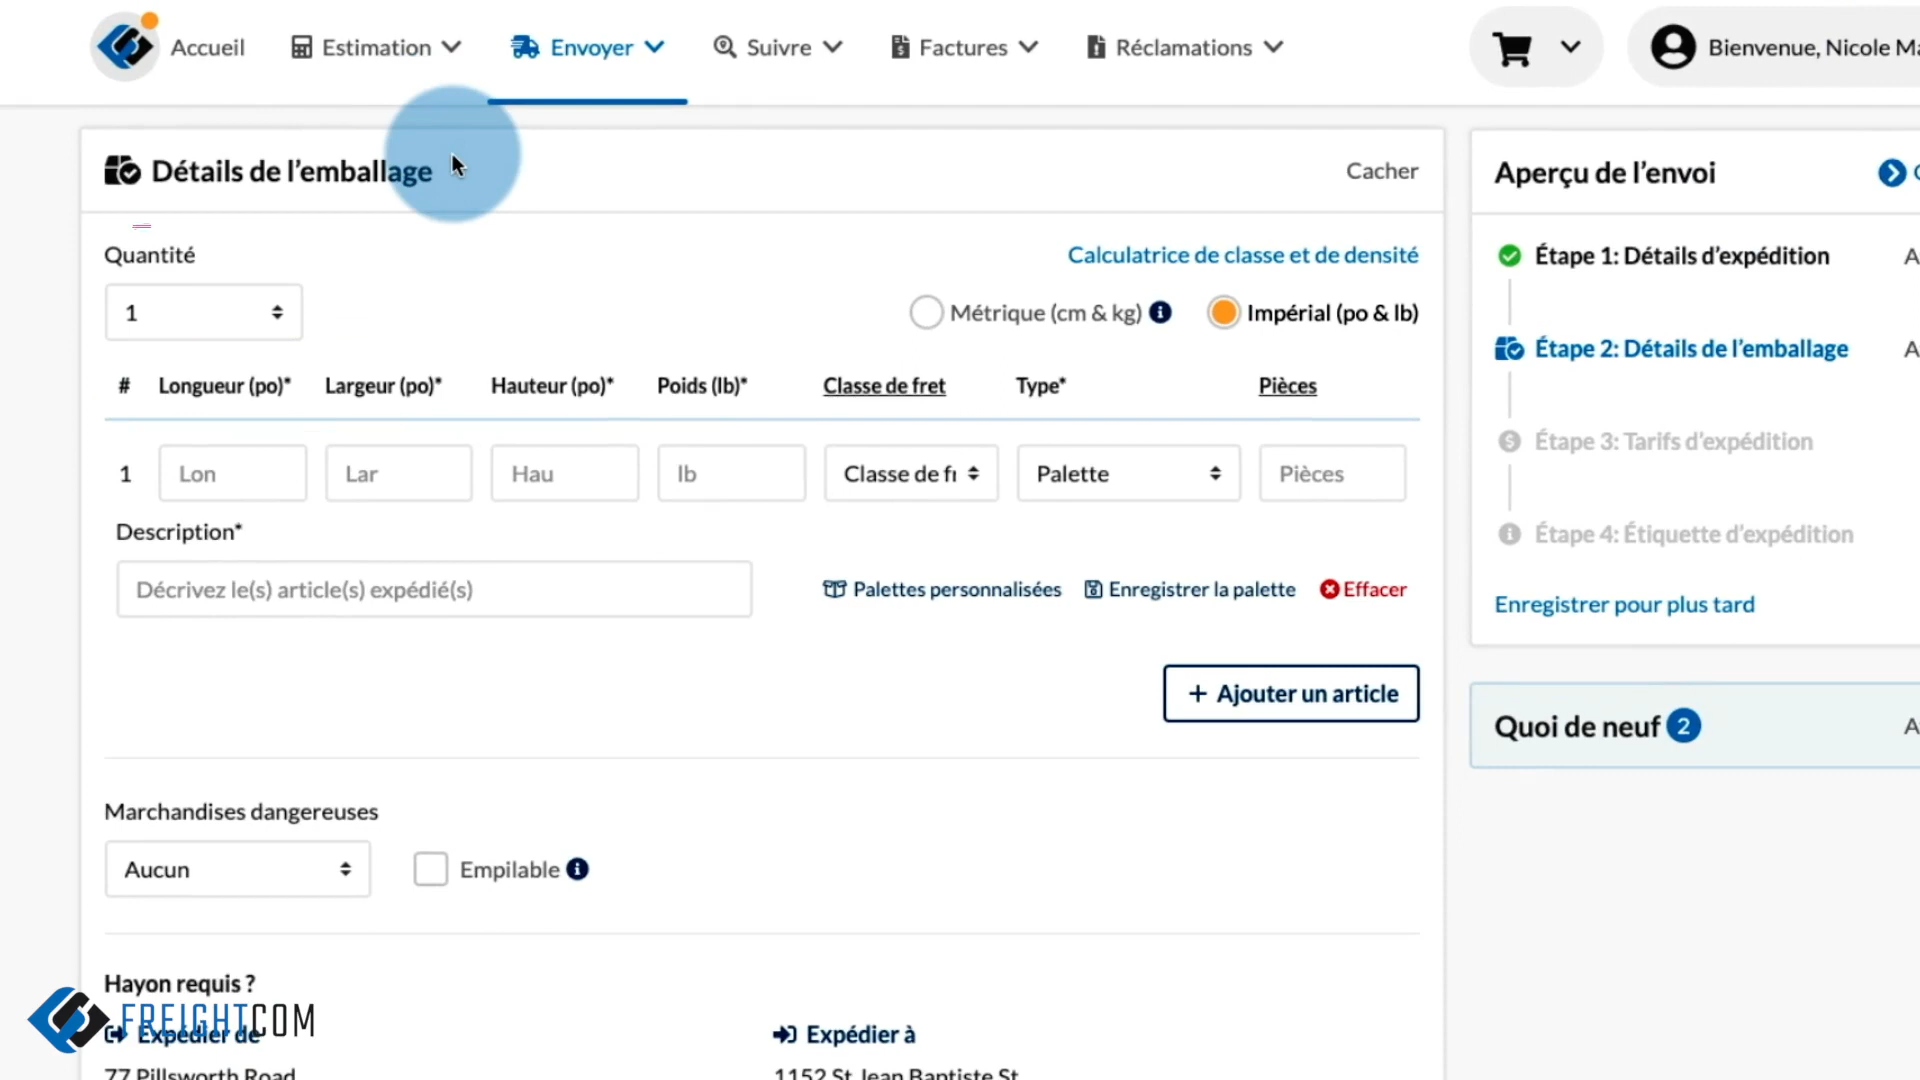 Accueil
Estimation
Envoyer
Suivre
Factures
Réclamations
Bienvenue, Nicole Ma
Détails de l’emballage
Cacher
Quantité
Calculatrice de classe et de densité
1
Métrique (cm & kg)
Impérial (po & lb)
# Longueur (po)* Largeur (po)* Hauteur (po)* Poids (lb)* Classe de fret Type* Pièces
1 Lon Lar Hau lb Classe de fr Palette Pièces
Description*
Décrivez le(s) article(s) expédié(s)
Palettes personnalisées
Enregistrer la palette
Effacer
+ Ajouter un article
Marchandises dangereuses
Aucun
Empilable
Hayon requis ?
FREIGHTCOM
Expédier de
Expédier à
77 Pillsworth Road
1152 St Jean Baptiste St
Aperçu de l’envoi
Étape 1: Détails d’expédition
Étape 2: Détails de l’emballage
Étape 3: Tarifs d’expédition
Étape 4: Étiquette d’expédition
Enregistrer pour plus tard
Quoi de neuf 2